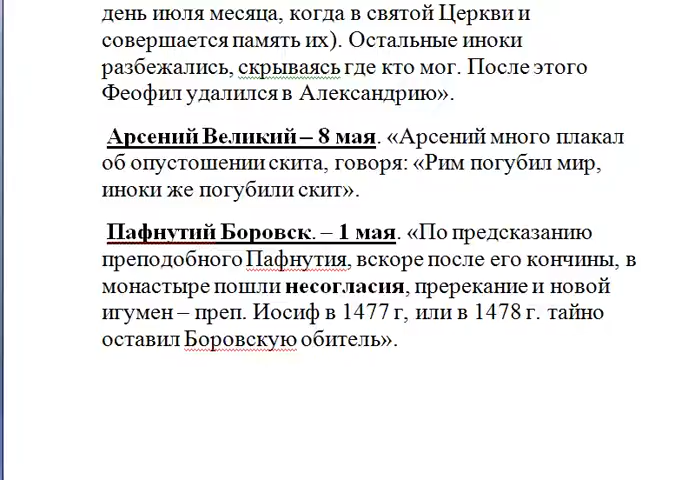 день июля месяца, когда в святой Церкви и
совершается память их). Остальные иноки
разбежались, скрываясь где кто мог. После этого
Феофил удалился в Александрию».
Арсений Великий – 8 мая. «Арсений много плакал
об опустошении скита, говоря: «Рим погубил мир,
иноки же погубили скит».
Пафнутий Боровск. – 1 мая. «По предсказанию
преподобного Пафнутия, вскоре после его кончины, в
монастыре пошли несогласия, пререкание и новой
игумен – преп. Иосиф в 1477 г, или в 1478 г. тайно
оставил Боровскую обитель».